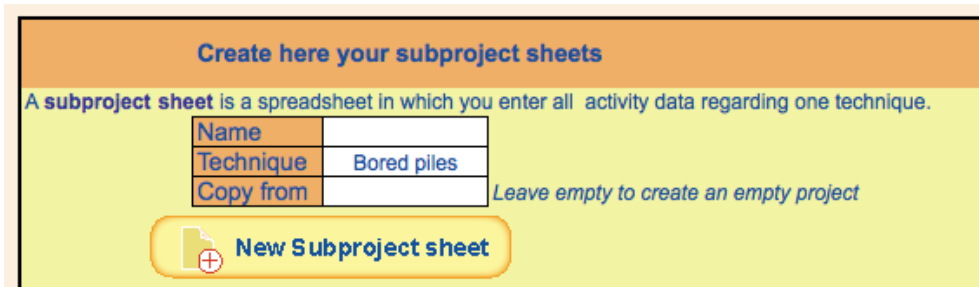 Create here your subproject sheets
A subproject sheet is a spreadsheet in which you enter all activity data regarding one technique.
Name
Technique Bored piles
Copy from Leave empty to create an empty project
New Subproject sheet